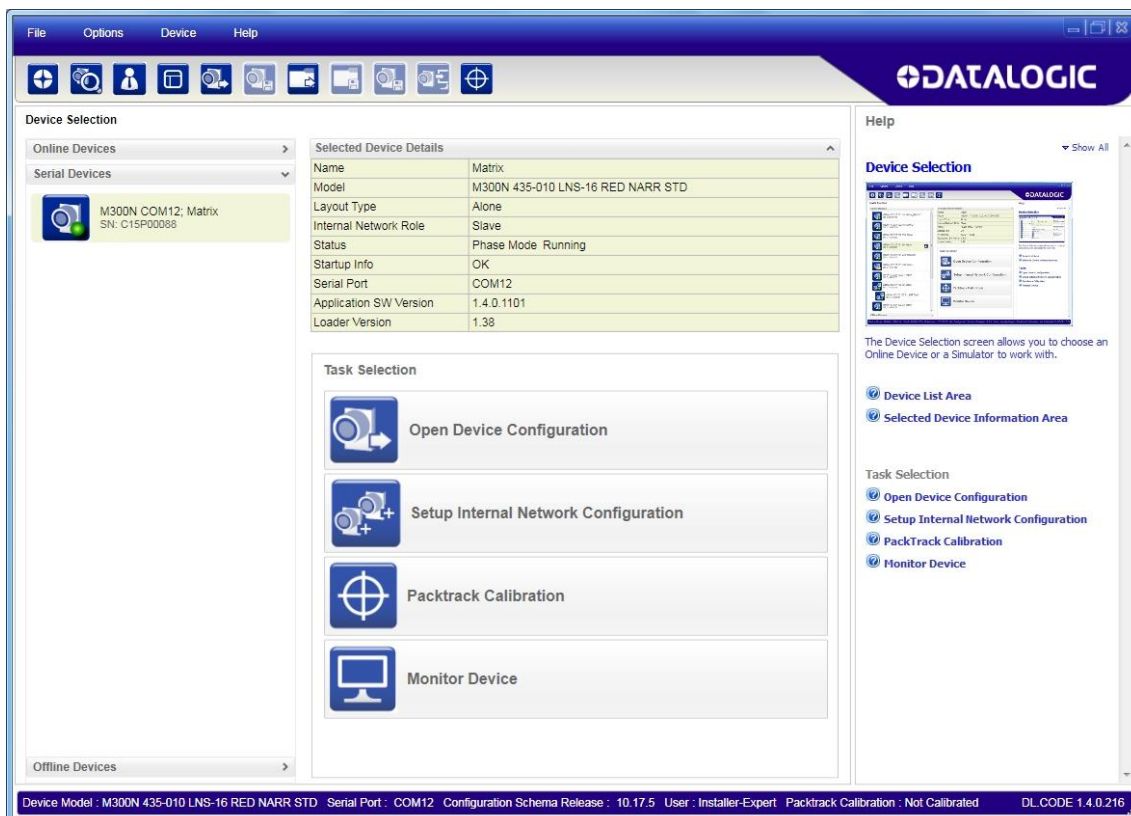 File Options Device Help
DATALOGIC
Device Selection
Online Devices
Serial Devices
M300N COM12; Matrix
SN: C15P00088
Offline Devices
Selected Device Details
Name Matrix
Model M300N 435-010 LNS-16 RED NARR STD
Layout Type Alone
Internal Network Role Slave
Status Phase Mode Running
Startup Info OK
Serial Port COM12
Application SW Version 1.4.0.1101
Loader Version 1.38
Task Selection
Open Device Configuration
Setup Internal Network Configuration
Packtrack Calibration
Monitor Device
Help
Show All
Device Selection
The Device Selection screen allows you to choose an
Online Device or a Simulator to work with.
Device List Area
Selected Device Information Area
Task Selection
Open Device Configuration
Setup Internal Network Configuration
PackTrack Calibration
Monitor Device
Device Model : M300N 435-010 LNS-16 RED NARR STD Serial Port : COM12 Configuration Schema Release : 10.17.5 User : Installer-Expert Packtrack Calibration : Not Calibrated DL.CODE 1.4.0.216